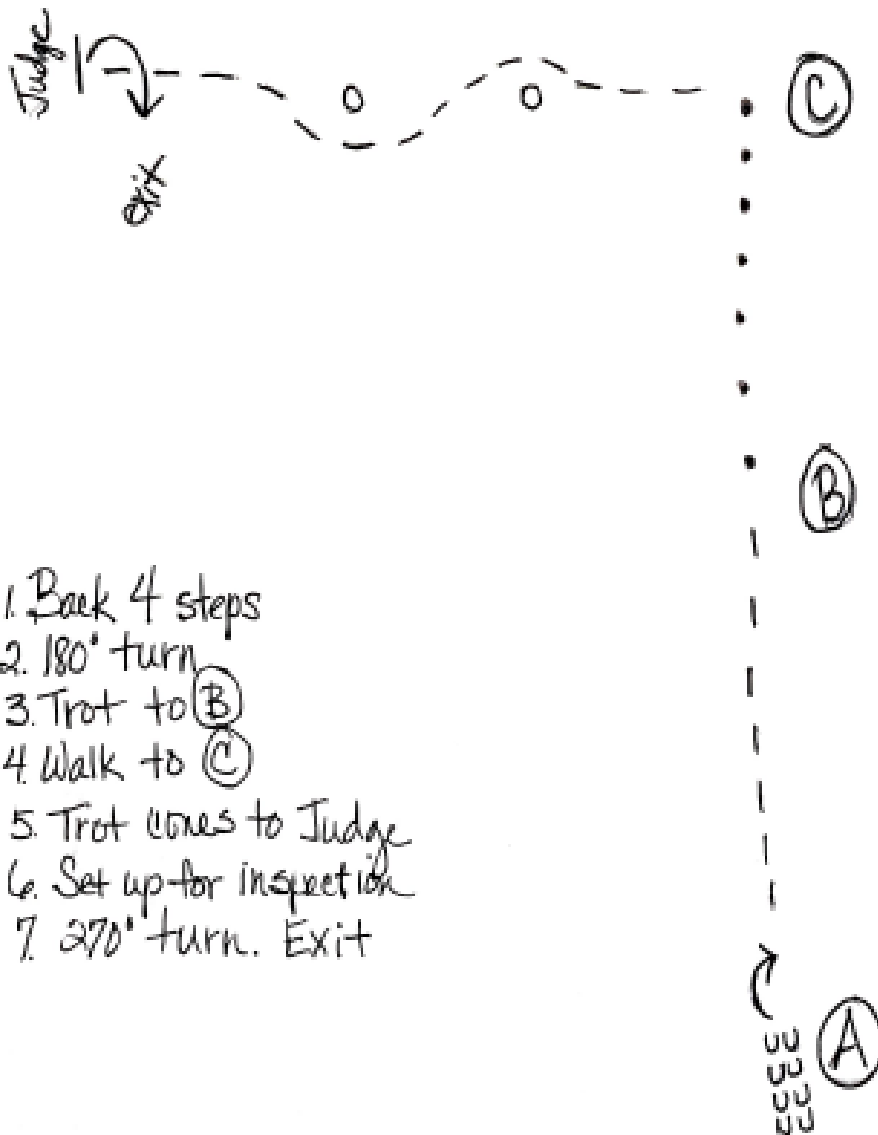 Judge
C
exit
B
1. Back 4 steps
2. 180° turn
3. Trot to B
4. Walk to C
5. Trot cones to Judge
6. Set up for inspection
7. 270° turn. Exit
A